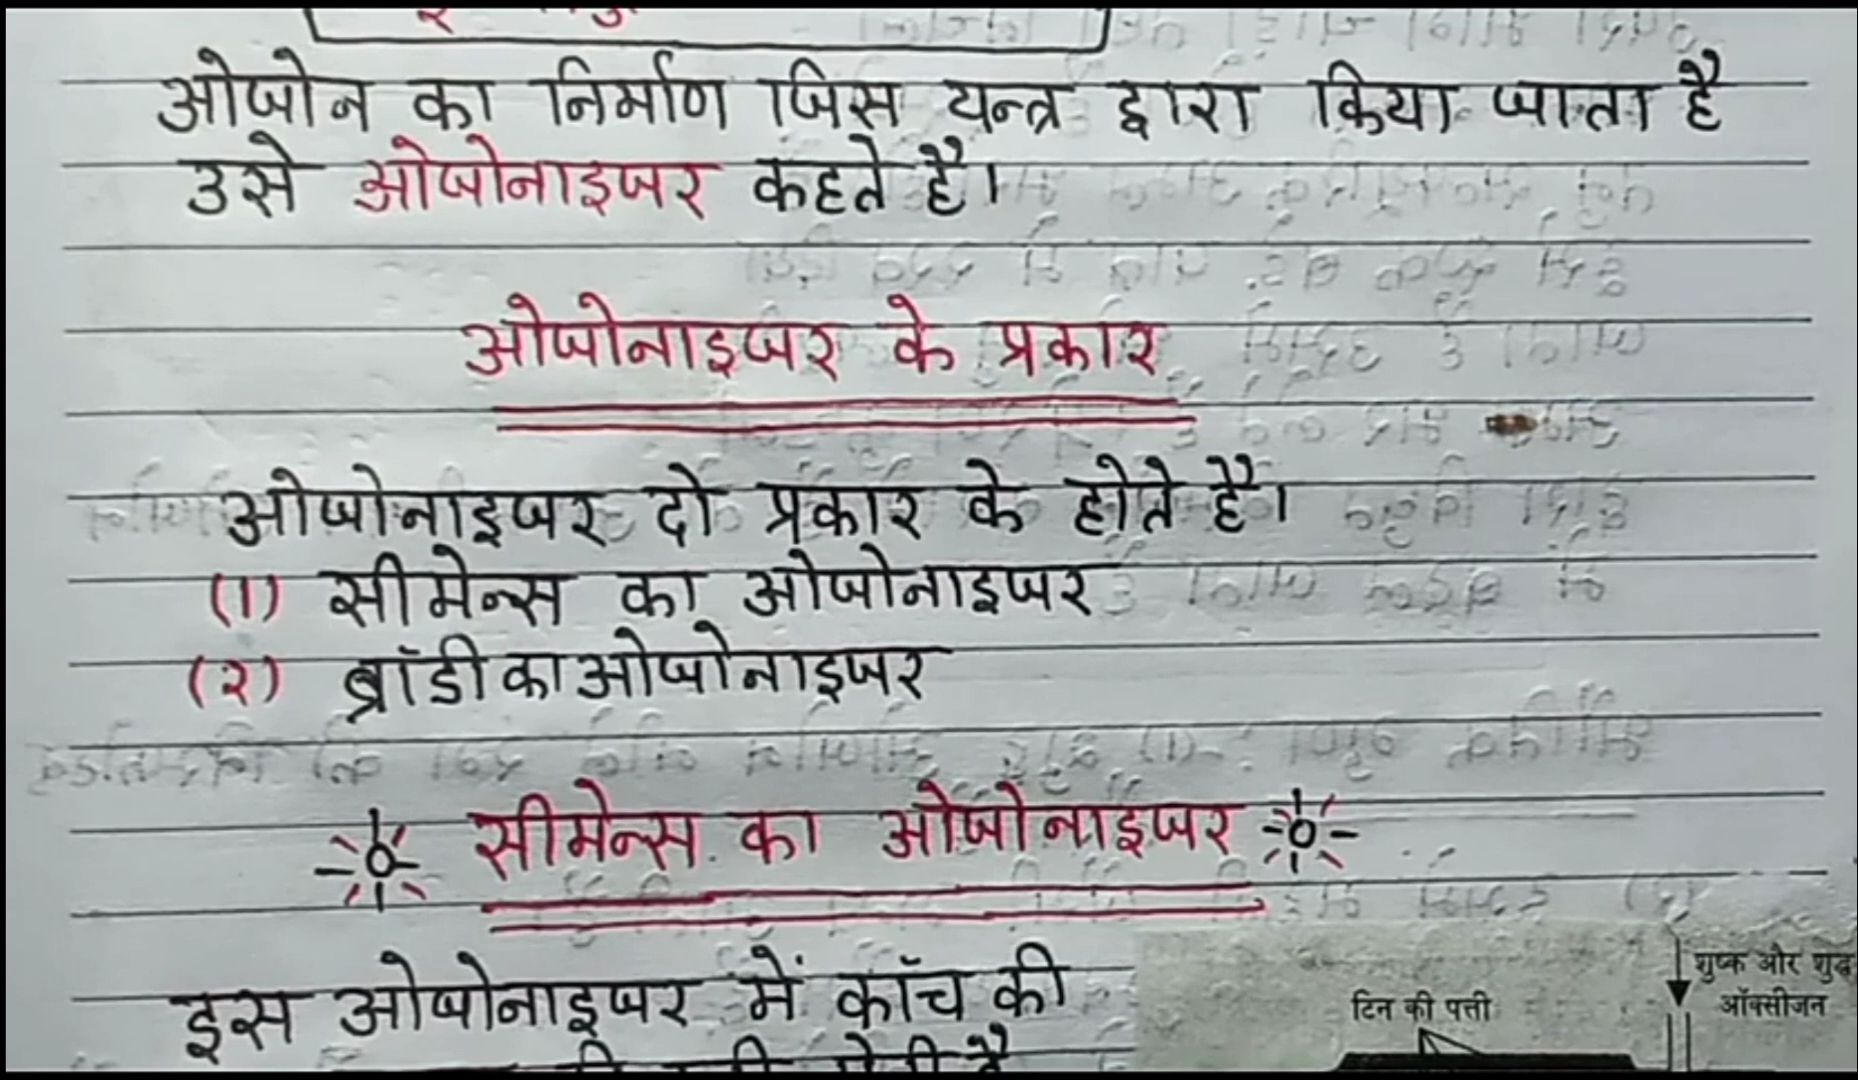 ओजोन का निर्माण जिस यन्त्र द्वारा किया जाता है
उसे ओजोनाइजर कहते है।
ओजोनाइजर के प्रकार
ओजोनाइजर दो प्रकार के होते है।
(1) सीमेन्स का ओजोनाइजर
(२) ब्रॉडी का ओजोनाइजर
सीमेन्स का ओजोनाइजर
इस ओजोनाइजर में कॉच की
शुष्क और शुद्ध
ऑक्सीजन
टिन की पत्ती